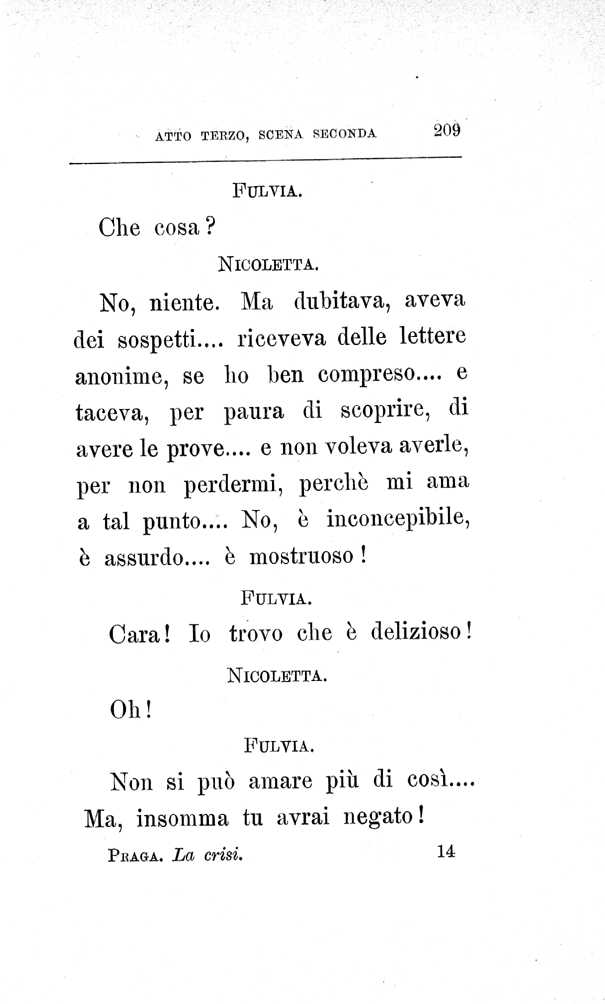 ATTO TERZO, SCENA SECONDA 209
FULVIA.
Che cosa?
NICOLETTA.
No, niente. Ma dubitava, aveva
dei sospetti.... riceveva delle lettere
anonime, se ho ben compreso.... e
taceva, per paura di scoprire, di
avere le prove.... e non voleva averle,
per non perdermi, perchè mi ama
a tal punto.... No, è inconcepibile,
è assurdo.... è mostruoso!
FULVIA.
Cara! Io trovo che è delizioso!
NICOLETTA.
Oh!
FULVIA.
Non si può amare più di così....
Ma, insomma tu avrai negato!
PRAGA. La crisi. 14